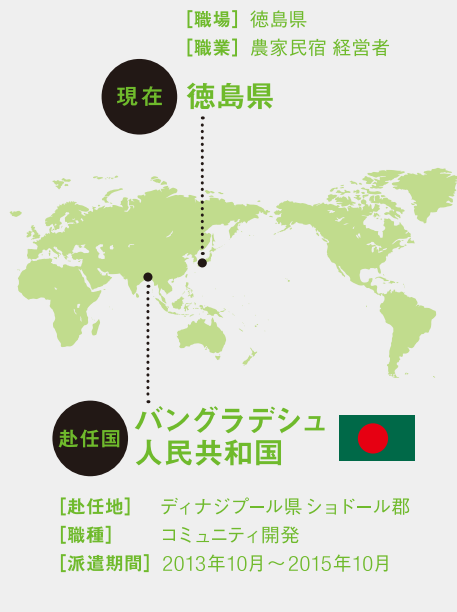 ［職場］徳島県
［職業］農家民宿 経営者
現在 徳島県
赴任国
バングラデシュ
人民共和国
［赴任地］ ディナジプール県 ショドール郡
［職種］ コミュニティ開発
［派遣期間］ 2013年10月～2015年10月